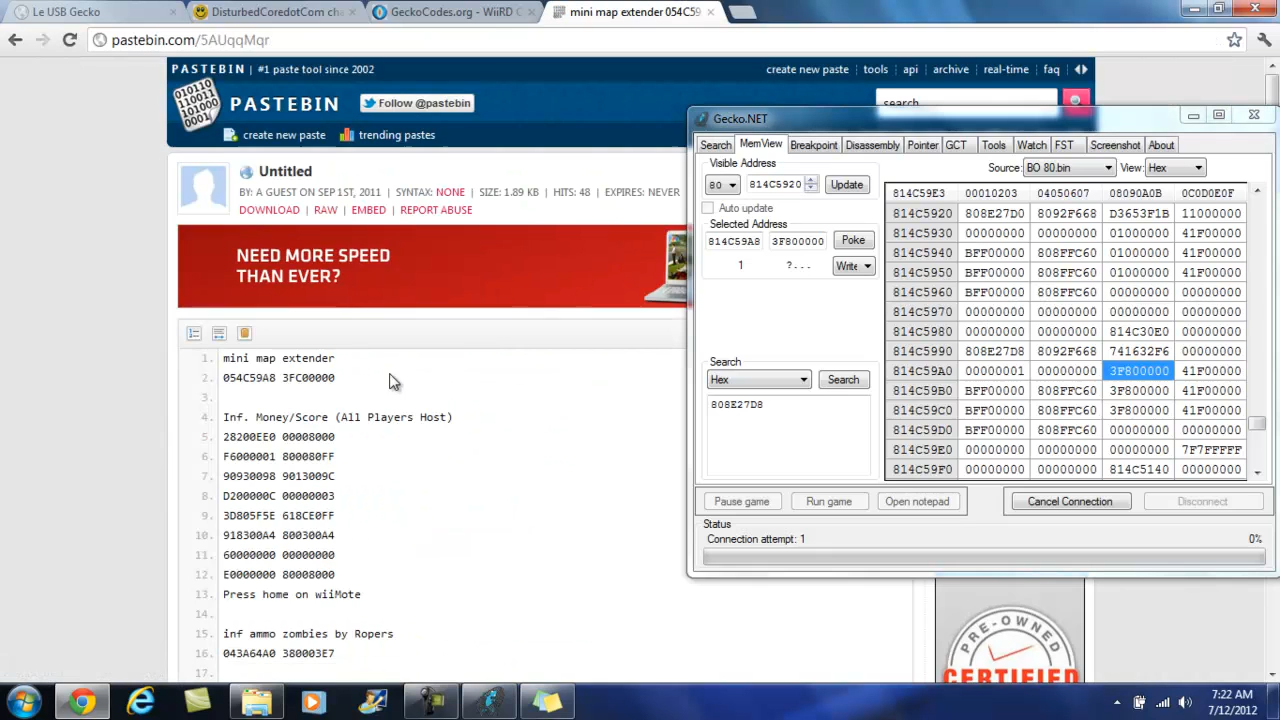 Le USB Gecko
DisturbedCoredotCom cha
GeckoCodes.org - WiiRD C
mini map extender 054C59
pastebin.com/5AUqqMqr
PASTEBIN | #1 paste tool since 2002
create new paste tools api archive real-time faq
PASTEBIN
Follow @pastebin
search...
create new paste trending pastes
Untitled
BY: A GUEST ON SEP 1ST, 2011 | SYNTAX: NONE | SIZE: 1.89 KB | HITS: 48 | EXPIRES: NEVER
DOWNLOAD | RAW | EMBED | REPORT ABUSE
NEED MORE SPEED
THAN EVER?
1. mini map extender
2. 054C59A8 3FC00000
3.
4. Inf. Money/Score (All Players Host)
5. 28200EE0 00008000
6. F6000001 800080FF
7. 90930098 9013009C
8. D200000C 00000003
9. 3D805F5E 618CE0FF
10. 918300A4 800300A4
11. 60000000 00000000
12. E0000000 80008000
13. Press home on wiiMote
14.
15. inf ammo zombies by Ropers
16. 043A64A0 380003E7
17.
Gecko.NET
Search MemView Breakpoint Disassembly Pointer GCT Tools Watch FST Screenshot About
Visible Address
80 814C5920 Update
Auto update
Selected Address
814C59A8 3F800000 Poke
1 ?... Write
Search
Hex Search
808E27D8
Source: BO 80.bin View: Hex
814C59E3 00010203 04050607 08090A0B 0C0D0E0F
814C5920 808E27D0 8092F668 D3653F1B 11000000
814C5930 00000000 00000000 01000000 41F00000
814C5940 BFF00000 808FFC60 01000000 41F00000
814C5950 BFF00000 808FFC60 01000000 41F00000
814C5960 BFF00000 808FFC60 00000000 00000000
814C5970 00000000 00000000 00000000 00000000
814C5980 00000000 00000000 814C30E0 00000000
814C5990 808E27D8 8092F668 741632F6 00000000
814C59A0 00000001 00000000 3F800000 41F00000
814C59B0 BFF00000 808FFC60 3F800000 41F00000
814C59C0 BFF00000 808FFC60 3F800000 41F00000
814C59D0 BFF00000 808FFC60 00000000 00000000
814C59E0 00000000 00000000 00000000 7F7FFFFF
814C59F0 00000000 00000000 814C5140 00000000
Pause game Run game Open notepad Cancel Connection Disconnect
Status
Connection attempt: 1 0%
PRE-OWNED
CERTIFIED
7:22 AM
7/12/2012